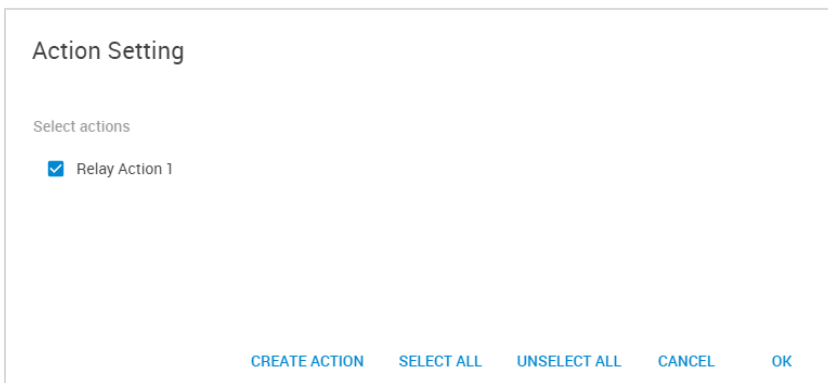 Action Setting
Select actions
Relay Action 1
CREATE ACTION SELECT ALL UNSELECT ALL CANCEL OK